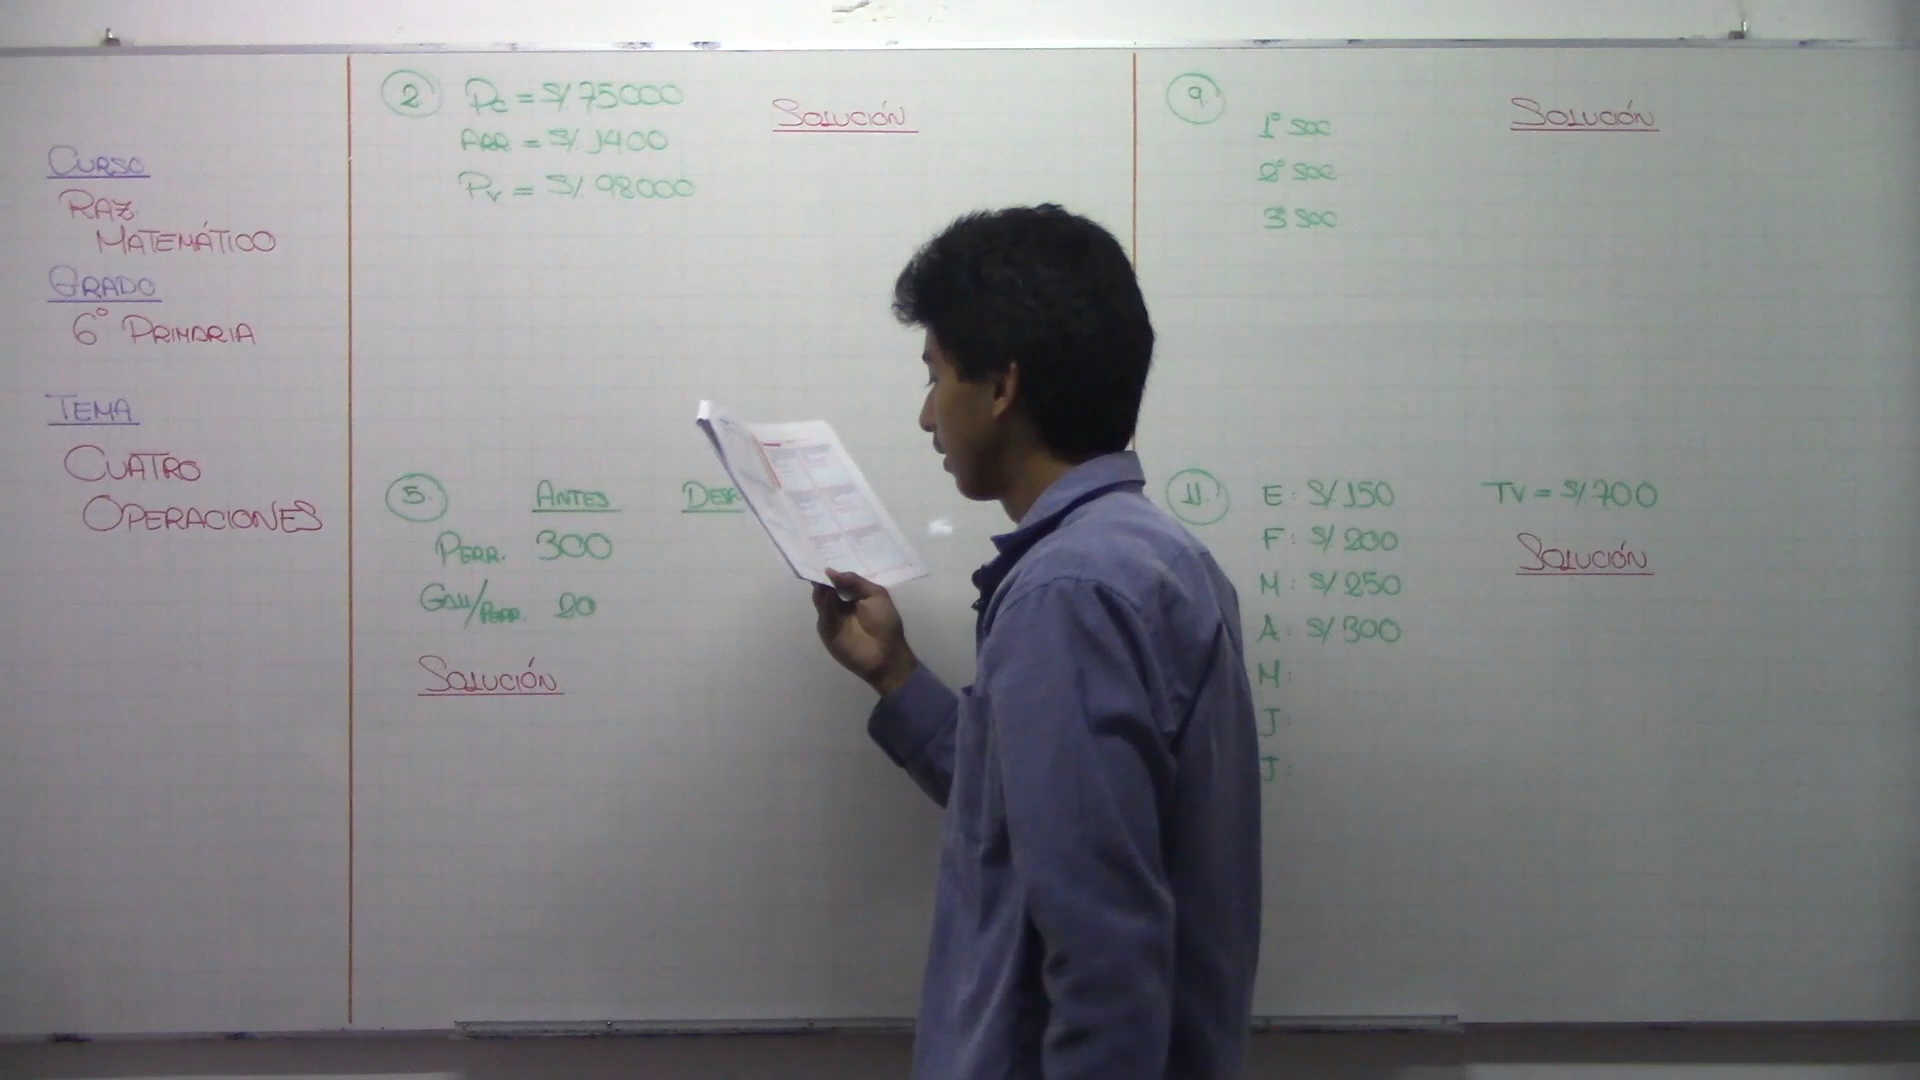 CURSO
RAZ.
MATEMÁTICO
GRADO
6° PRIMARIA
TEMA
CUATRO
OPERACIONES
2
Pc = S/. 75000
ARR = S/. 1400
Pv = S/. 98000
SOLUCIÓN
5.
ANTES
PERR. 300
GALL/PERR. 20
SOLUCIÓN
9.
SOLUCIÓN
1° SOC
2° SOC
3° SOC
11.
E: S/ 150
F: S/ 200
M: S/ 250
A: S/ 300
M:
J:
J:
TV = S/. 700
SOLUCIÓN